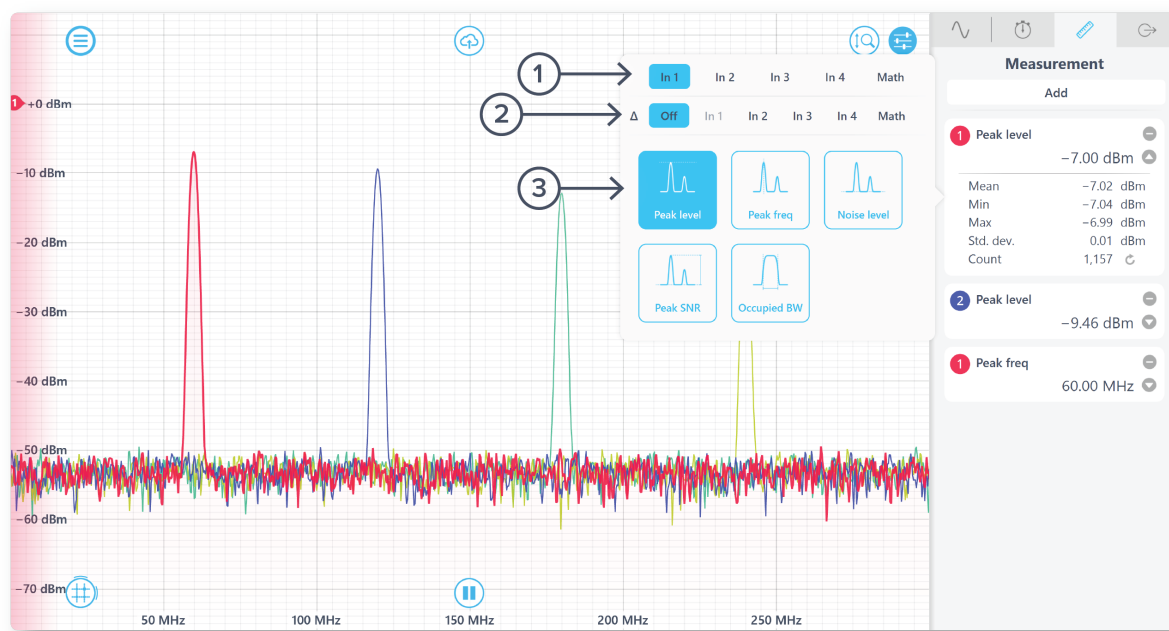 Measurement
Add
1 In 1 In 2 In 3 In 4 Math
2 Δ Off In 1 In 2 In 3 In 4 Math
3
Peak level Peak freq Noise level
Peak SNR Occupied BW
1 Peak level
−7.00 dBm
Mean −7.02 dBm
Min −7.04 dBm
Max −6.99 dBm
Std. dev. 0.01 dBm
Count 1,157
2 Peak level
−9.46 dBm
1 Peak freq
60.00 MHz
1 +0 dBm
−10 dBm
−20 dBm
−30 dBm
−40 dBm
−50 dBm
−60 dBm
−70 dBm
50 MHz 100 MHz 150 MHz 200 MHz 250 MHz